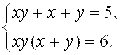 xy + x + y = 5,
xy(x + y) = 6.